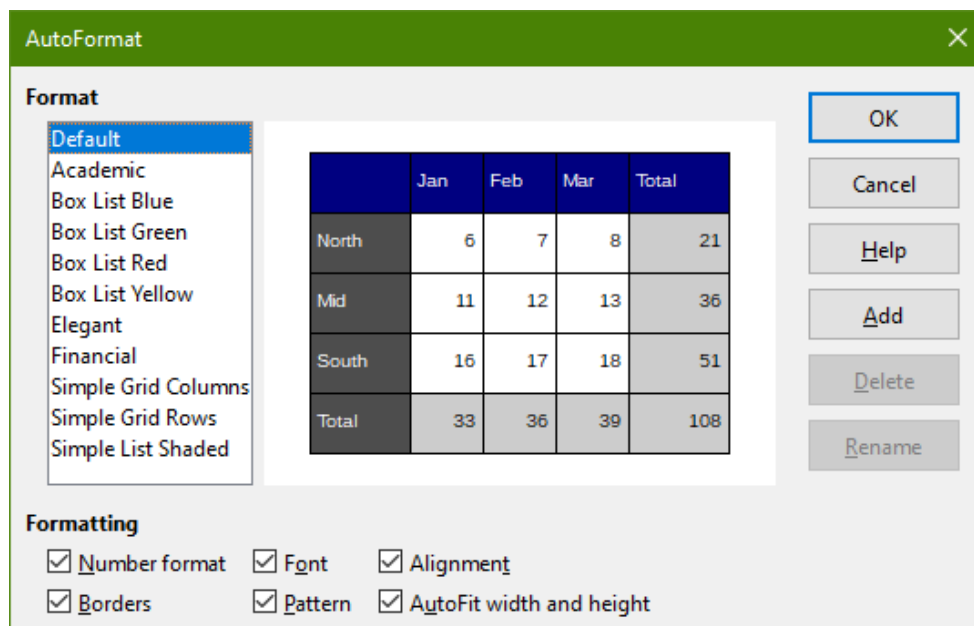 AutoFormat
Format
Default
Academic
Box List Blue
Box List Green
Box List Red
Box List Yellow
Elegant
Financial
Simple Grid Columns
Simple Grid Rows
Simple List Shaded
Jan Feb Mar Total
North 6 7 8 21
Mid 11 12 13 36
South 16 17 18 51
Total 33 36 39 108
OK
Cancel
Help
Add
Delete
Rename
Formatting
Number format Font Alignment
Borders Pattern AutoFit width and height